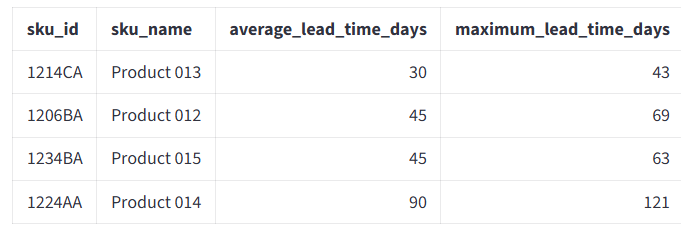 sku_id sku_name average_lead_time_days maximum_lead_time_days
1214CA Product 013 30 43
1206BA Product 012 45 69
1234BA Product 015 45 63
1224AA Product 014 90 121